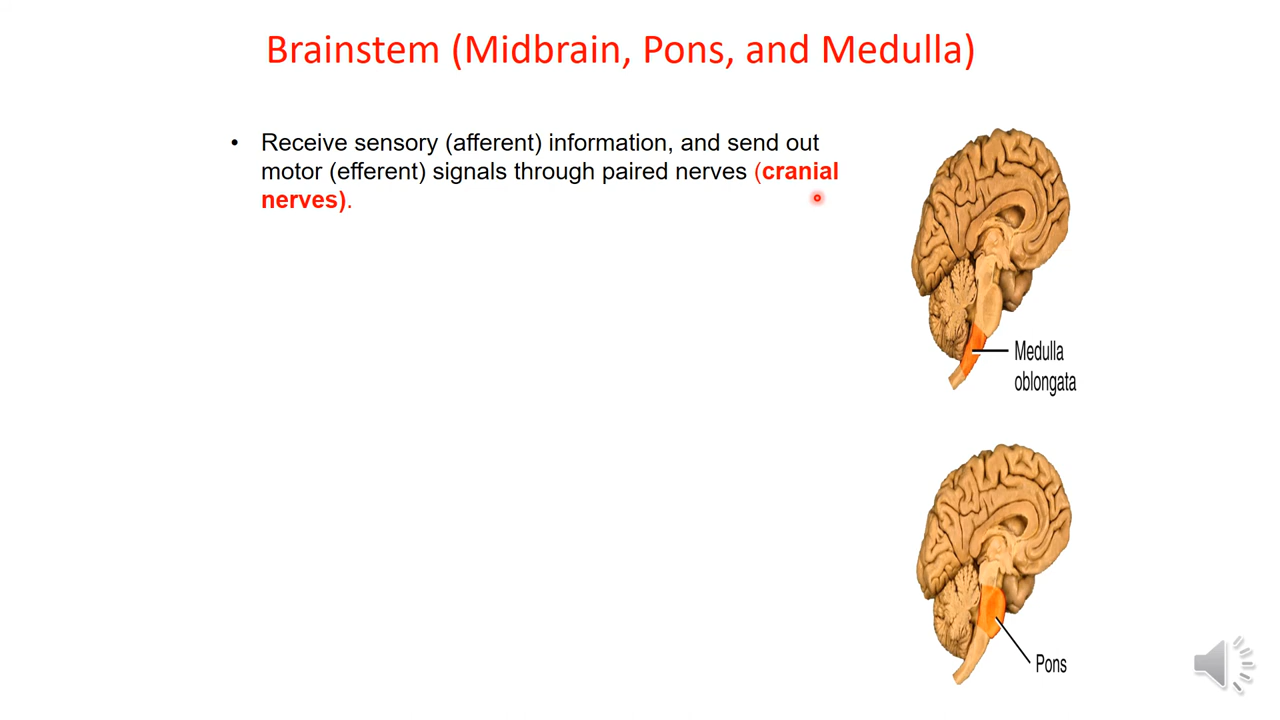 Brainstem (Midbrain, Pons, and Medulla)
• Receive sensory (afferent) information, and send out
motor (efferent) signals through paired nerves (cranial
nerves).
Medulla
oblongata
Pons